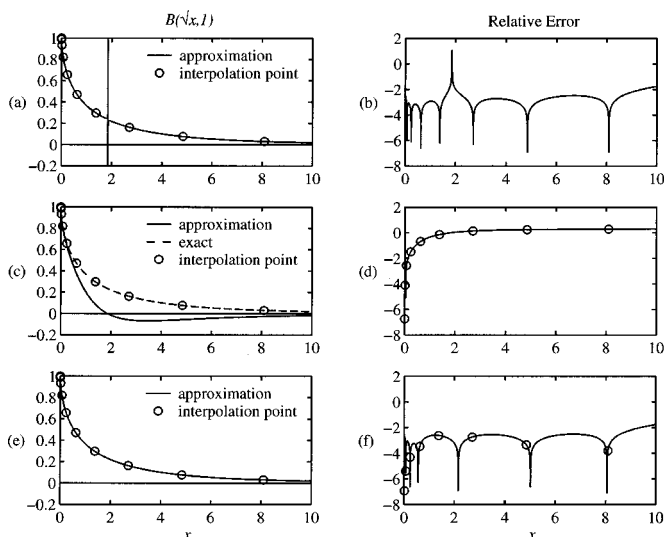 B(√x,1)
Relative Error
(a)
1
0.8
0.6
0.4
0.2
0
-0.2
approximation
interpolation point
0 2 4 6 8 10
(b)
2
0
-2
-4
-6
-8
0 2 4 6 8 10
(c)
1
0.8
0.6
0.4
0.2
0
-0.2
approximation
exact
interpolation point
0 2 4 6 8 10
(d)
2
0
-2
-4
-6
-8
0 2 4 6 8 10
(e)
1
0.8
0.6
0.4
0.2
0
-0.2
approximation
interpolation point
0 2 4 6 8 10
x
(f)
2
0
-2
-4
-6
-8
0 2 4 6 8 10
x